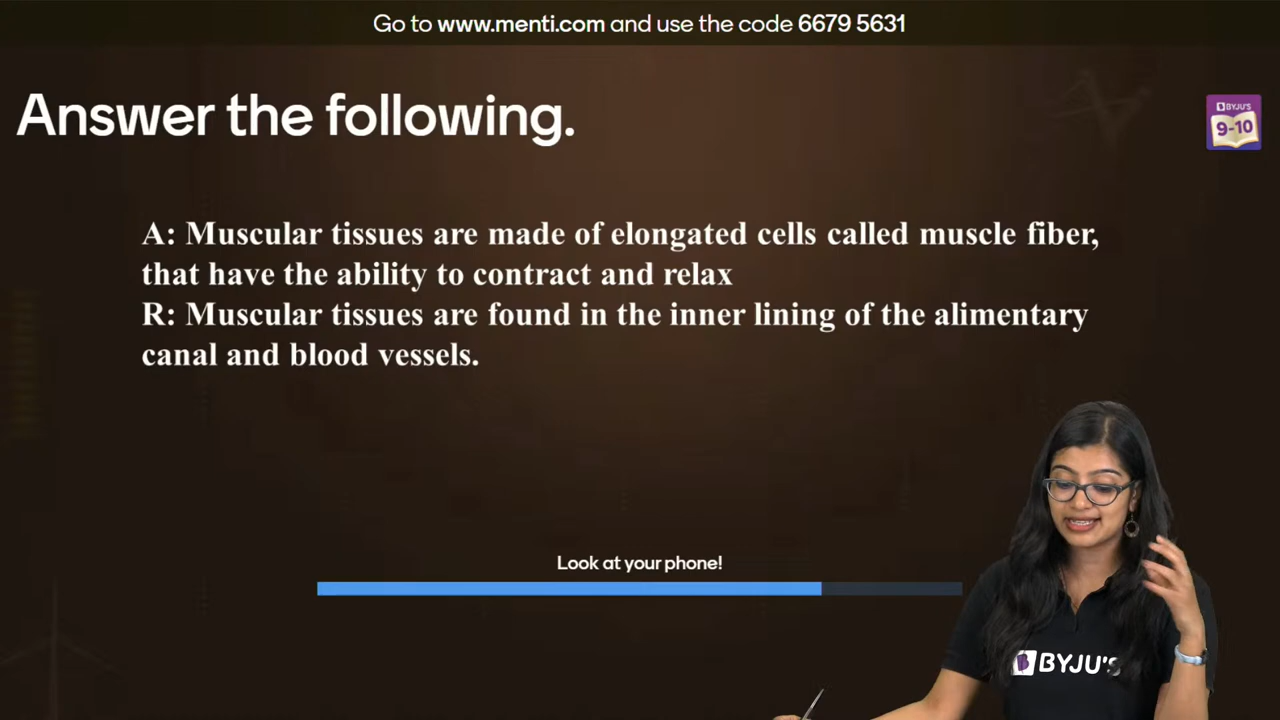 Go to www.menti.com and use the code 6679 5631
Answer the following.
BYJU'S
9-10
A: Muscular tissues are made of elongated cells called muscle fiber,
that have the ability to contract and relax
R: Muscular tissues are found in the inner lining of the alimentary
canal and blood vessels.
Look at your phone!
BYJU'S